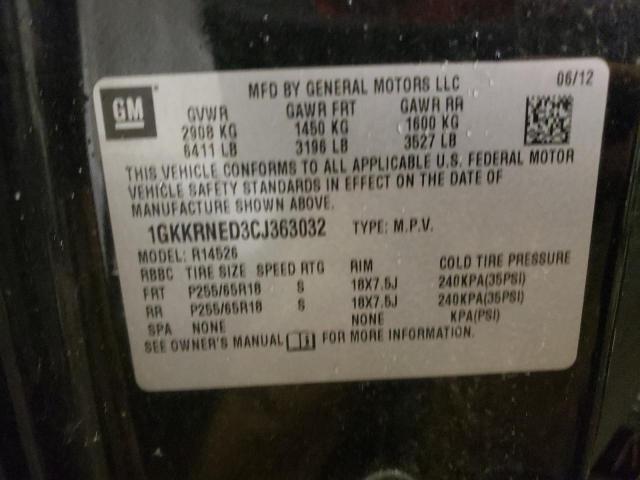 GM
MFD BY GENERAL MOTORS LLC 06/12
GVWR GAWR FRT GAWR RR
2908 KG 1450 KG 1600 KG
6411 LB 3196 LB 3527 LB
THIS VEHICLE CONFORMS TO ALL APPLICABLE U.S. FEDERAL MOTOR
VEHICLE SAFETY STANDARDS IN EFFECT ON THE DATE OF
MANUFACTURE SHOWN ABOVE.
1GKKRNED3CJ363032 TYPE: M.P.V.
MODEL: R14526
RBBC TIRE SIZE SPEED RTG RIM COLD TIRE PRESSURE
FRT P255/65R18 S 18X7.5J 240KPA(35PSI)
RR P255/65R18 S 18X7.5J 240KPA(35PSI)
SPA NONE NONE KPA(PSI)
SEE OWNER'S MANUAL FOR MORE INFORMATION.